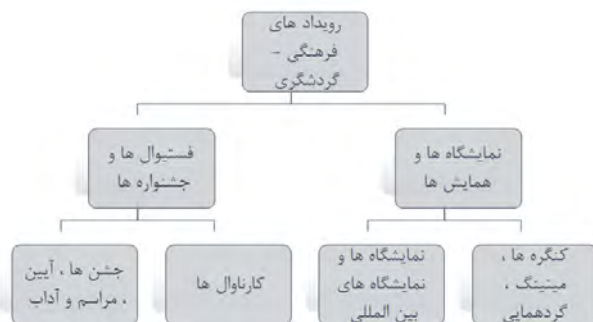 رویداد های
فرهنگی -
گردشگری
نمایشگاه ها و
همایش ها
فستیوال ها و
جشنواره ها
کنگره ها ،
میتینگ ،
گردهمایی
نمایشگاه ها و
نمایشگاه های
بین المللی
کارناوال ها
جشن ها ، آیین
، مراسم و آداب